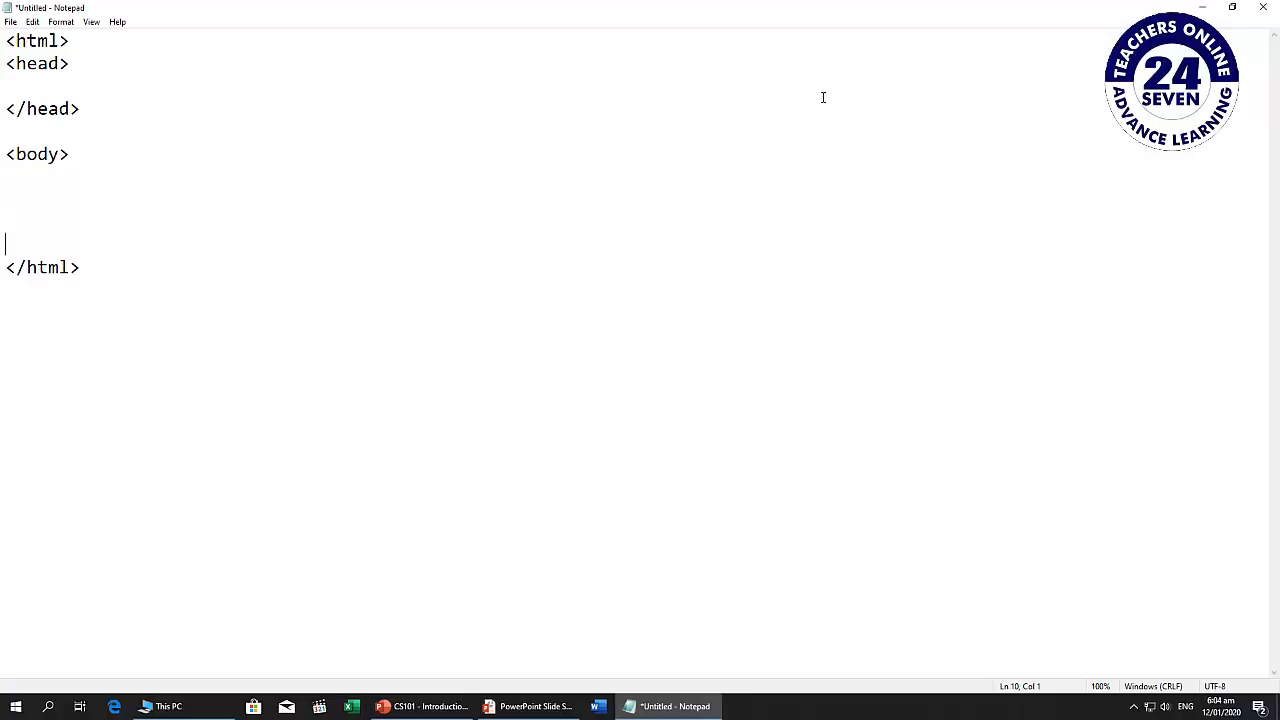 *Untitled - Notepad
File Edit Format View Help
<html>
<head>
</head>
<body>
</html>
TEACHERS ONLINE
24
SEVEN
ADVANCE LEARNING
Ln 10, Col 1 100% Windows (CRLF) UTF-8
This PC CS101 - Introductio... PowerPoint Slide S... *Untitled - Notepad ENG 6:04 am
12/01/2020